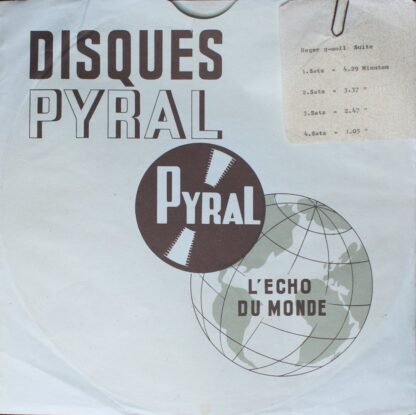 DISQUES
PYRAL
Reger g-moll Suite
1.Satz = 4.29 Minuten
2.Satz = 3.37 "
3.Satz = 2.47 "
4.Satz = 1.05 "
PYRAL
L'ECHO
DU MONDE